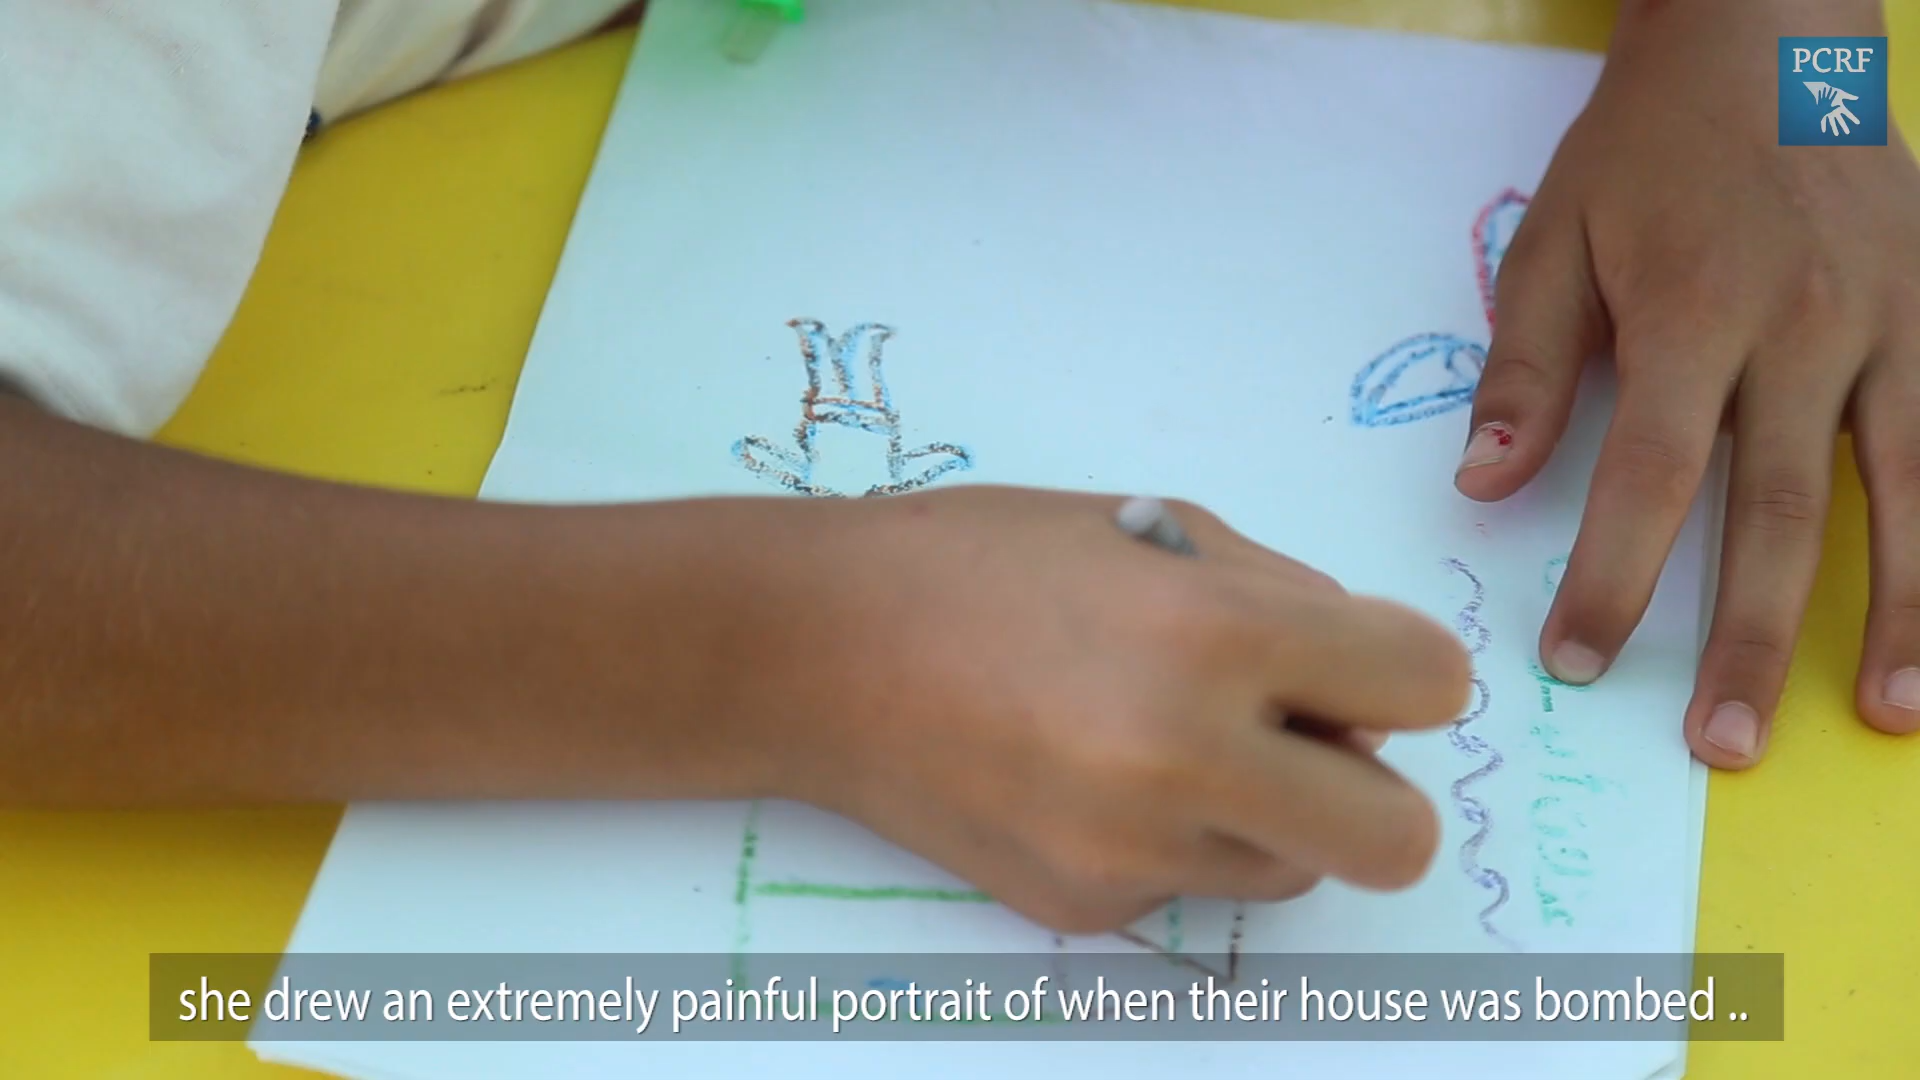 PCRF
she drew an extremely painful portrait of when their house was bombed ..